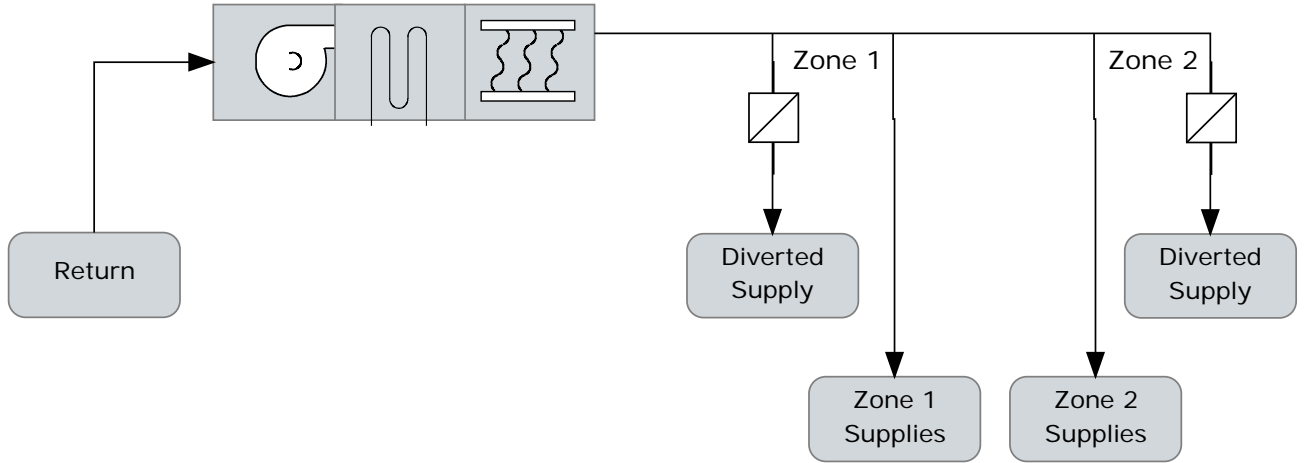 Zone 1
Zone 2
Return
Diverted
Supply
Diverted
Supply
Zone 1
Supplies
Zone 2
Supplies